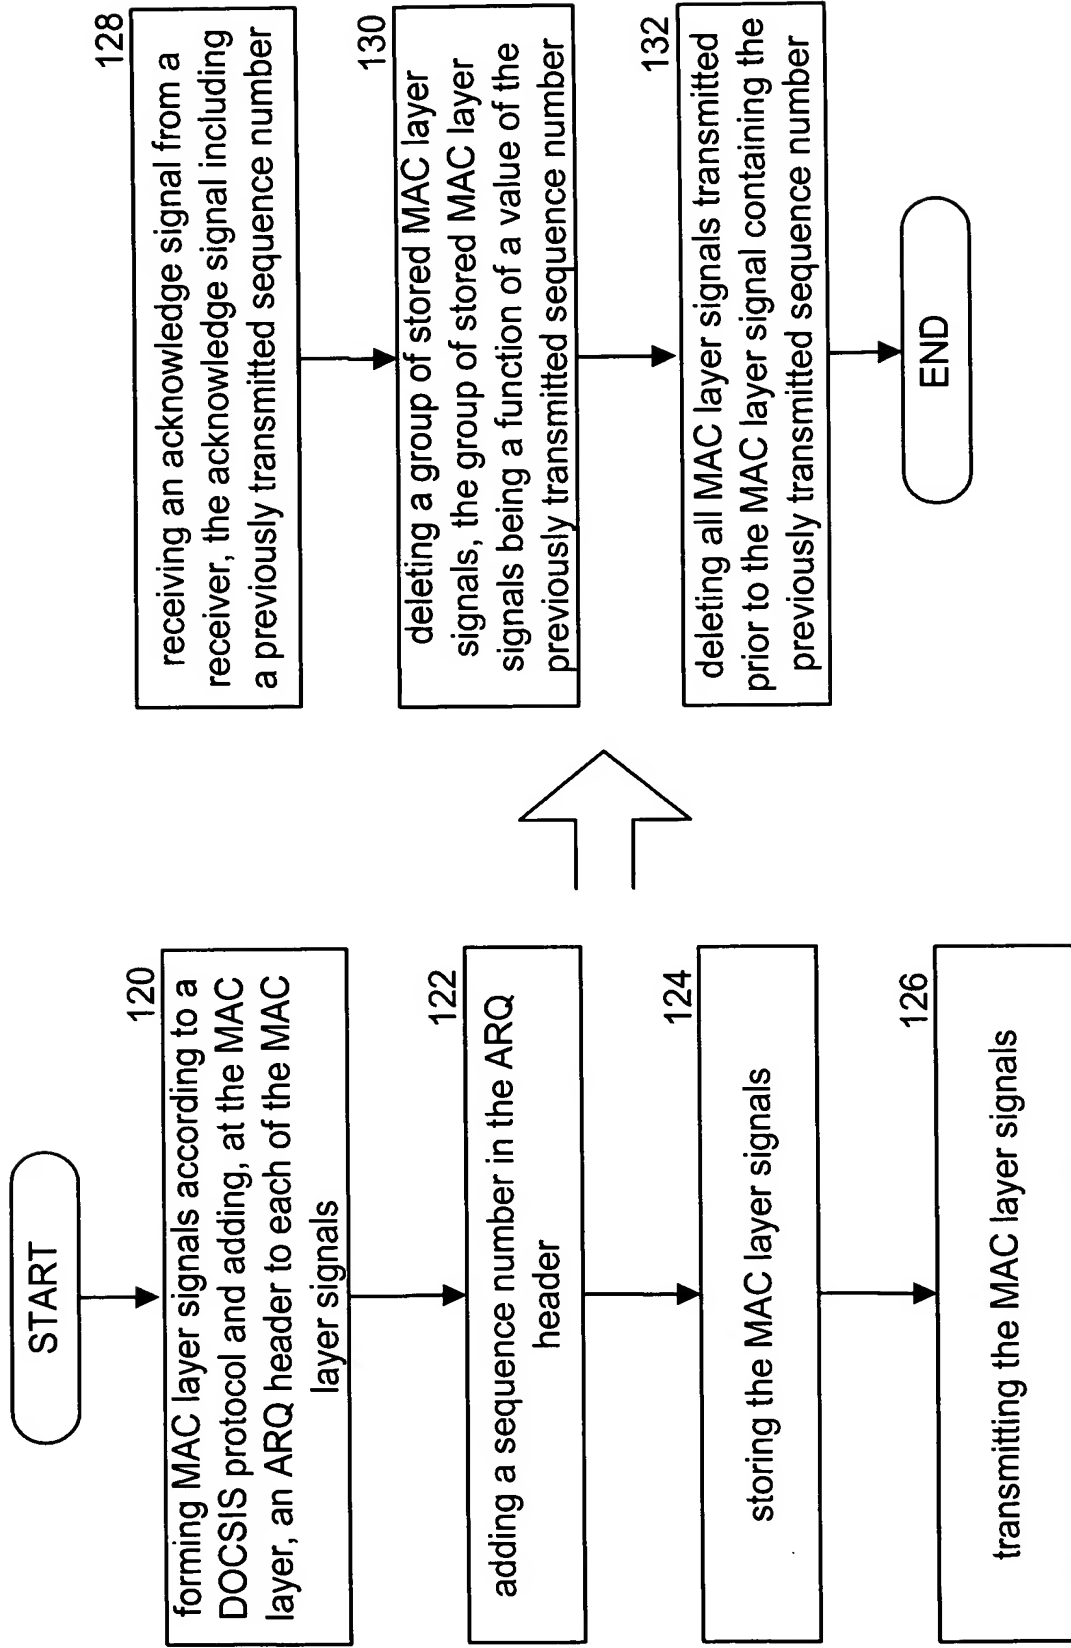 START
120
forming MAC layer signals according to a
DOCSIS protocol and adding, at the MAC
layer, an ARQ header to each of the MAC
layer signals
122
adding a sequence number in the ARQ
header
124
storing the MAC layer signals
126
transmitting the MAC layer signals
128
receiving an acknowledge signal from a
receiver, the acknowledge signal including
a previously transmitted sequence number
130
deleting a group of stored MAC layer
signals, the group of stored MAC layer
signals being a function of a value of the
previously transmitted sequence number
132
deleting all MAC layer signals transmitted
prior to the MAC layer signal containing the
previously transmitted sequence number
END